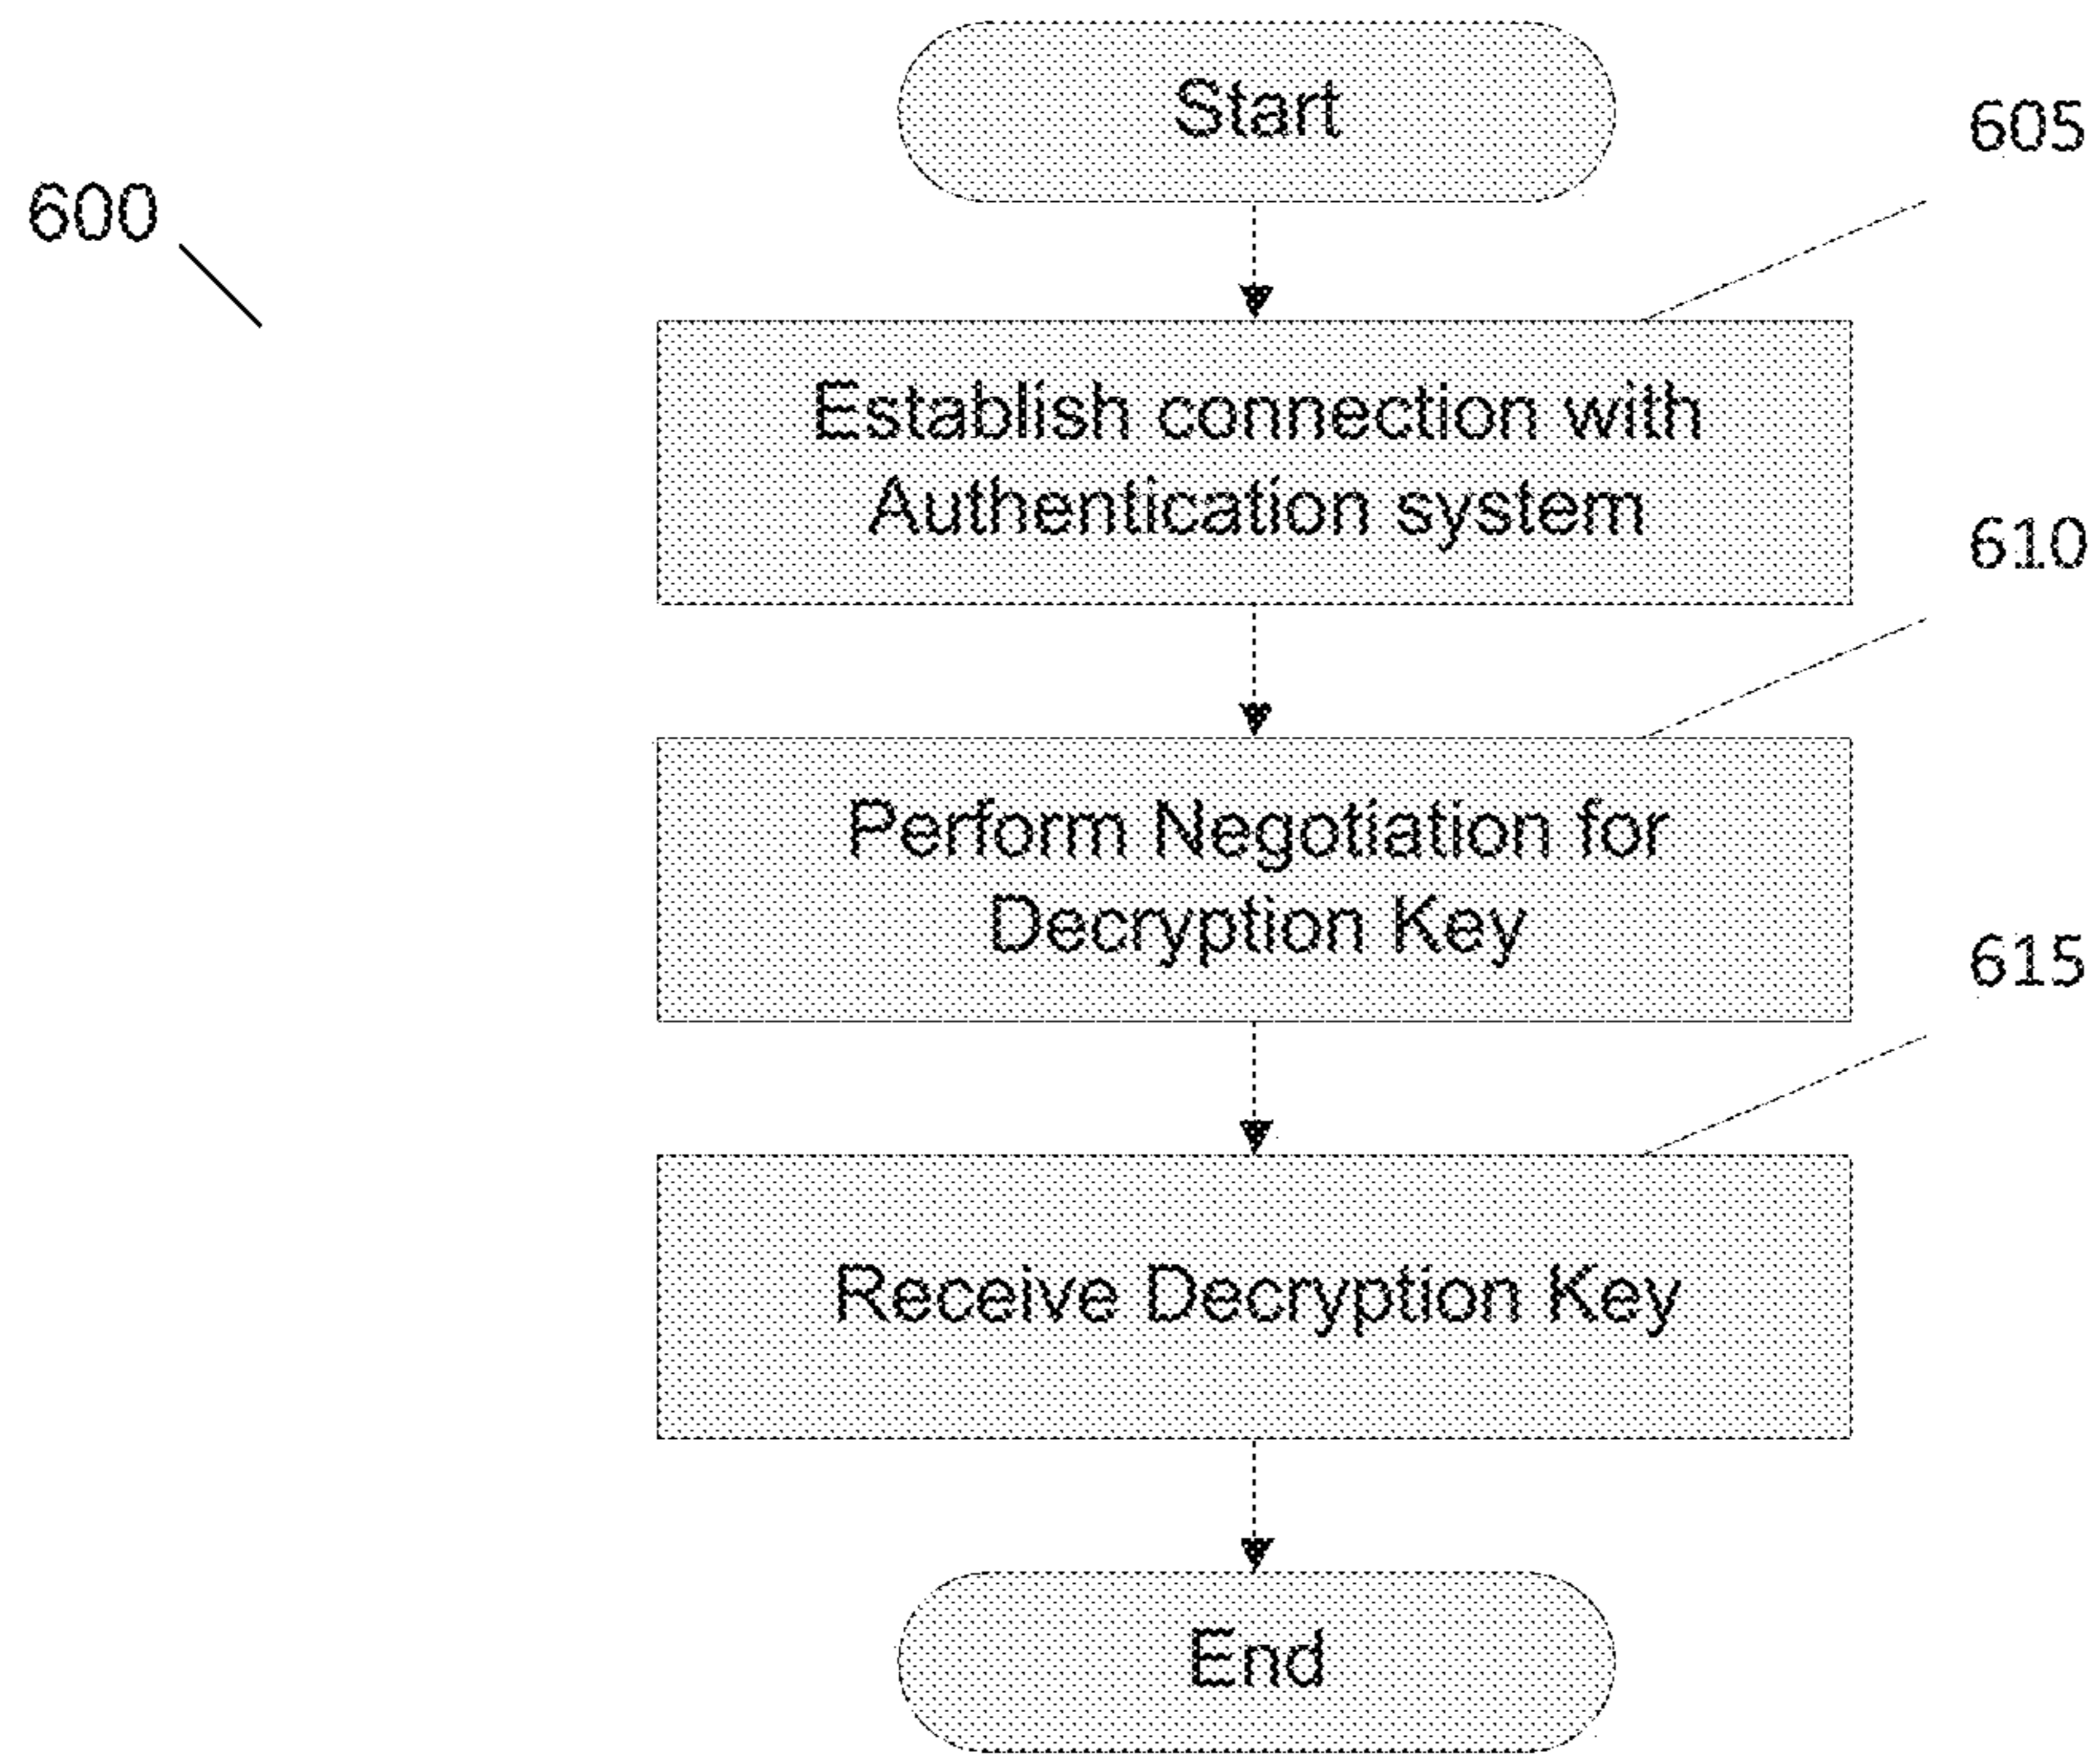 Start
605
600
Establish connection with
Authentication system
610
Perform Negotiation for
Decryption Key
615
Receive Decryption Key
End